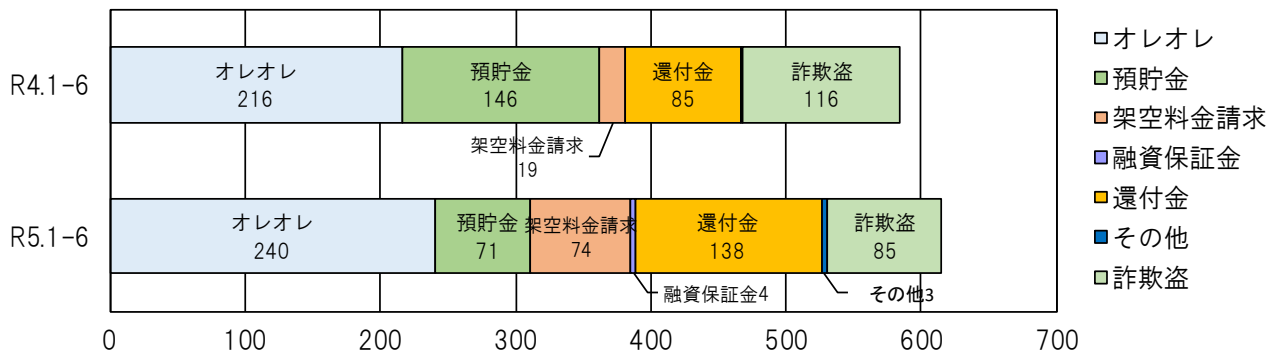 R4.1-6
オレオレ
216
預貯金
146
架空料金請求
19
還付金
85
詐欺盗
116
R5.1-6
オレオレ
240
預貯金
71
架空料金請求
74
融資保証金4
還付金
138
その他3
詐欺盗
85
0 100 200 300 400 500 600 700
オレオレ
預貯金
架空料金請求
融資保証金
還付金
その他
詐欺盗